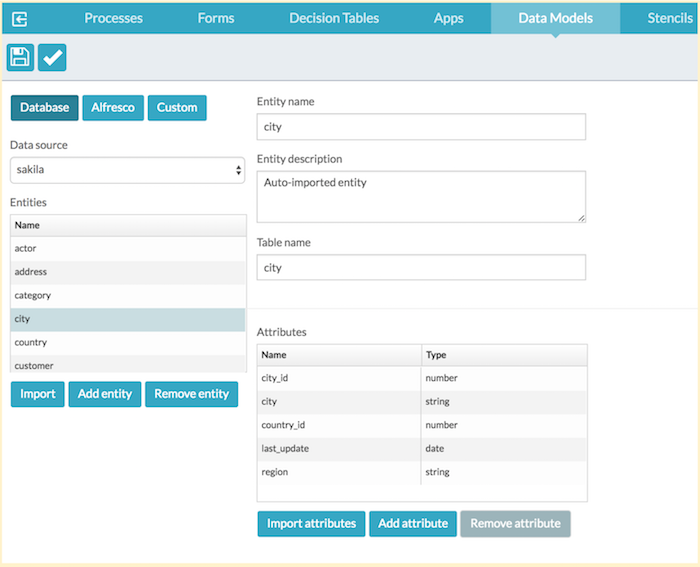 Processes Forms Decision Tables Apps Data Models Stencils
Database Alfresco Custom
Data source
sakila
Entities
Name
actor
address
category
city
country
customer
Import Add entity Remove entity
Entity name
city
Entity description
Auto-imported entity
Table name
city
Attributes
Name Type
city_id number
city string
country_id number
last_update date
region string
Import attributes Add attribute Remove attribute